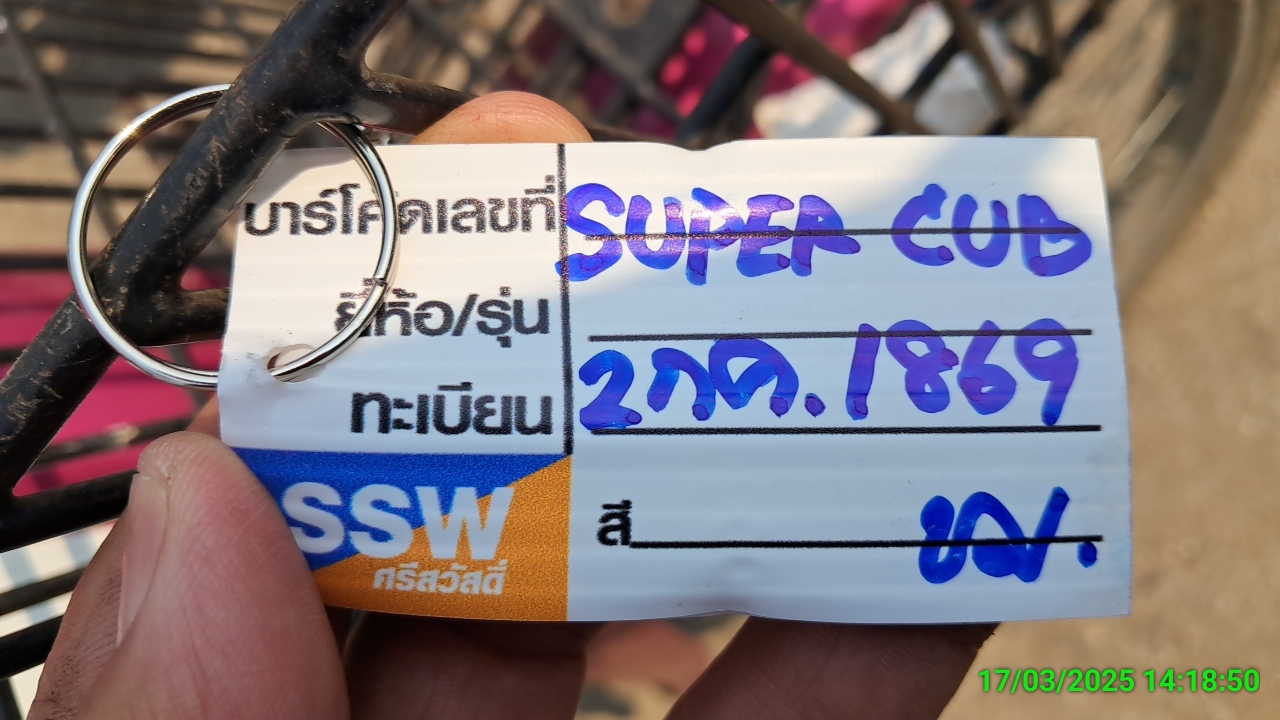 บาร์โค้ดเลขที่ SUPER CUB
ยี่ห้อ/รุ่น
ทะเบียน 2กค.1869
SSW
ศรีสวัสดิ์
สี ขม.
17/03/2025 14:18:50